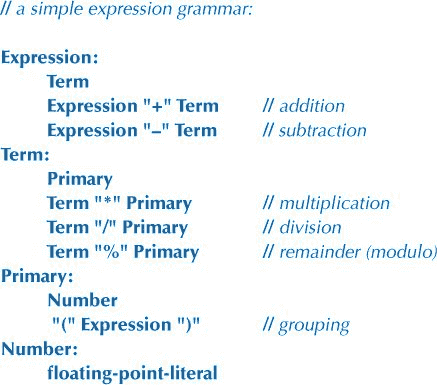 // a simple expression grammar:
Expression:
Term
Expression "+" Term // addition
Expression "–" Term // subtraction
Term:
Primary
Term "*" Primary // multiplication
Term "/" Primary // division
Term "%" Primary // remainder (modulo)
Primary:
Number
"(" Expression ")" // grouping
Number:
floating-point-literal